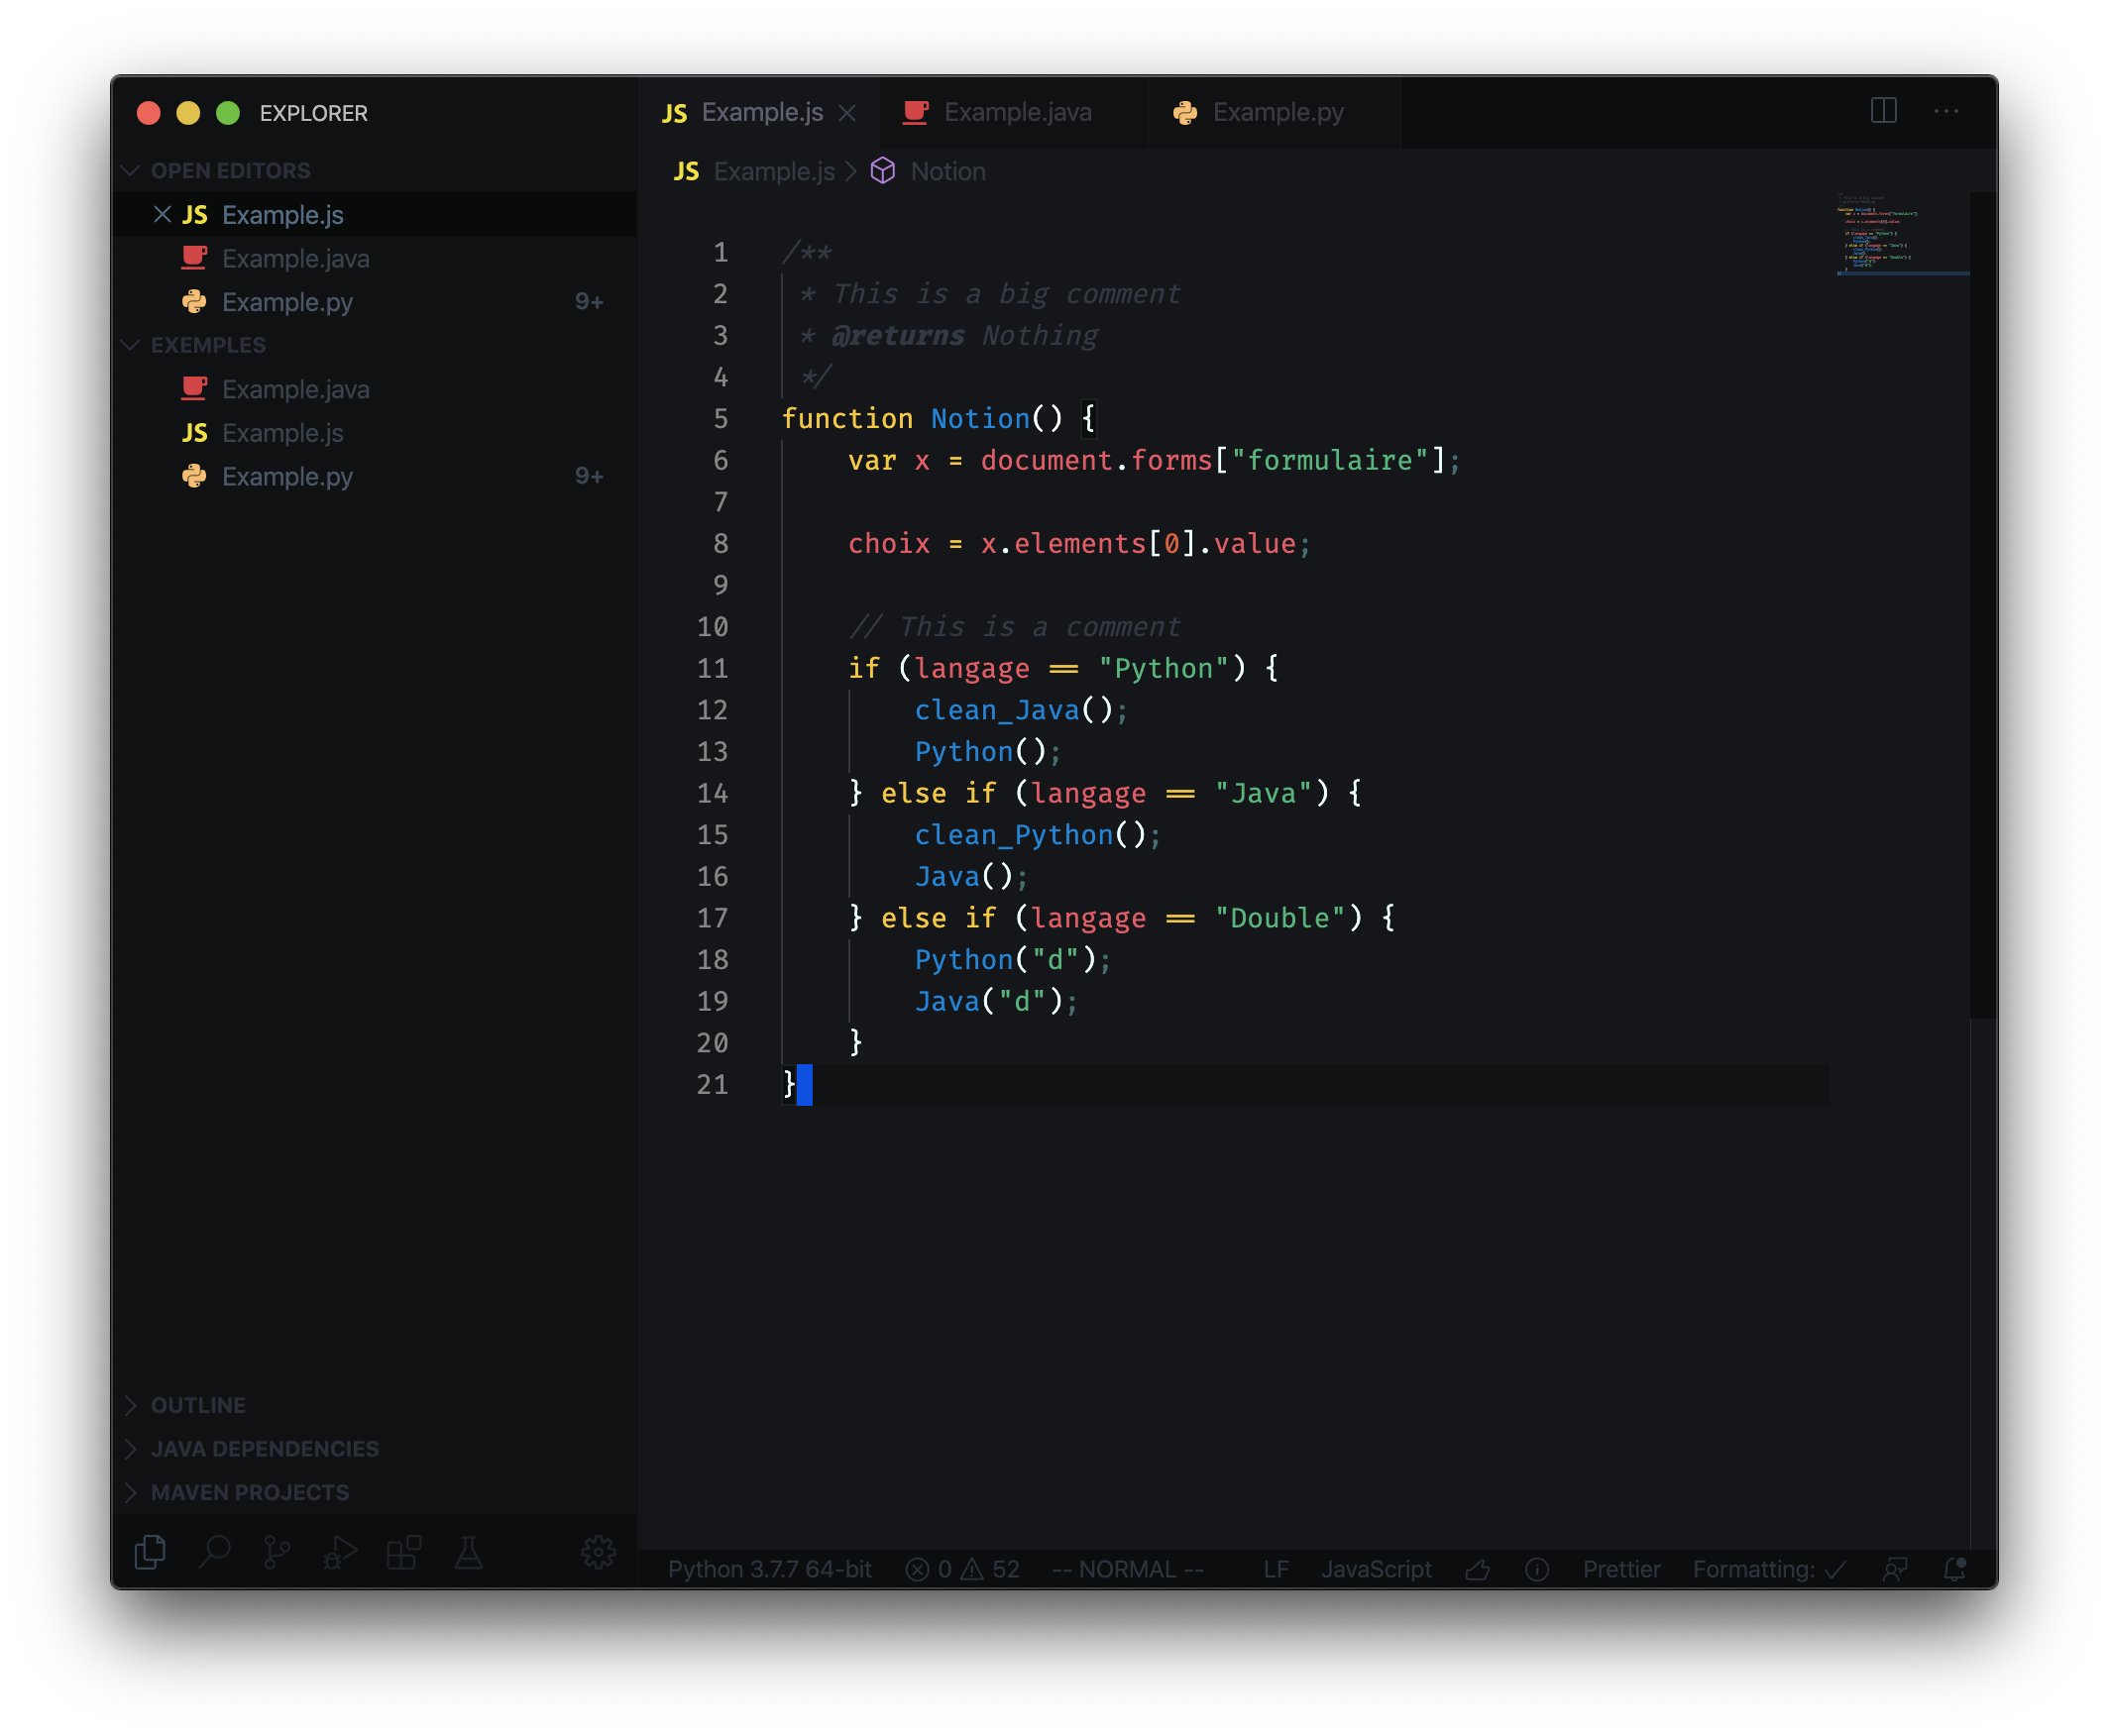 EXPLORER
OPEN EDITORS
JS Example.js
Example.java
Example.py 9+
EXEMPLES
Example.java
JS Example.js
Example.py 9+
OUTLINE
JAVA DEPENDENCIES
MAVEN PROJECTS
JS Example.js Example.java Example.py
JS Example.js > Notion
1 /**
2 * This is a big comment
3 * @returns Nothing
4 */
5 function Notion() {
6 var x = document.forms["formulaire"];
7
8 choix = x.elements[0].value;
9
10 // This is a comment
11 if (langage == "Python") {
12 clean_Java();
13 Python();
14 } else if (langage == "Java") {
15 clean_Python();
16 Java();
17 } else if (langage == "Double") {
18 Python("d");
19 Java("d");
20 }
21 }
Python 3.7.7 64-bit 0 52 -- NORMAL -- LF JavaScript Prettier Formatting: ✓